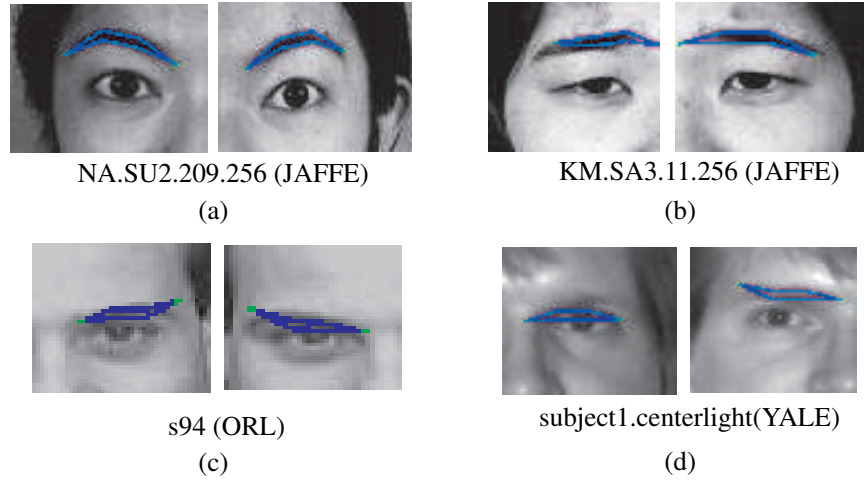 NA.SU2.209.256 (JAFFE)
KM.SA3.11.256 (JAFFE)
(a)
(b)
s94 (ORL)
subject1.centerlight(YALE)
(c)
(d)